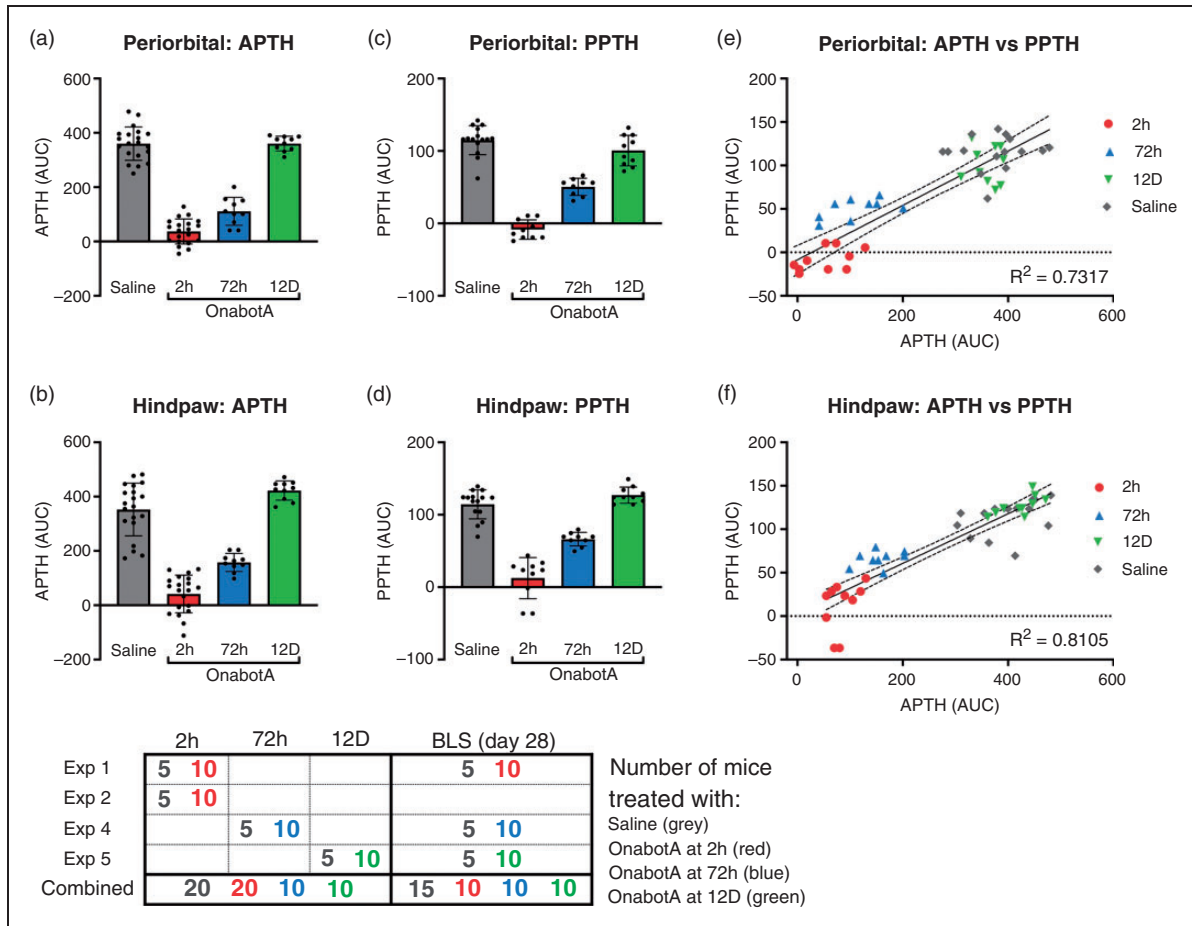 (a)
Periorbital: APTH
600
400
200
0
−200
APTH (AUC)
Saline
2h
72h
12D
OnabotA
(c)
Periorbital: PPTH
200
100
0
−100
PPTH (AUC)
Saline
2h
72h
12D
OnabotA
(e)
Periorbital: APTH vs PPTH
200
150
100
50
0
−50
PPTH (AUC)
0
200
400
600
APTH (AUC)
2h
72h
12D
Saline
R² = 0.7317
(b)
Hindpaw: APTH
600
400
200
0
−200
APTH (AUC)
Saline
2h
72h
12D
OnabotA
(d)
Hindpaw: PPTH
200
100
0
−100
PPTH (AUC)
Saline
2h
72h
12D
OnabotA
(f)
Hindpaw: APTH vs PPTH
200
150
100
50
0
−50
PPTH (AUC)
0
200
400
600
APTH (AUC)
2h
72h
12D
Saline
R² = 0.8105
2h 72h 12D BLS (day 28)
Exp 1 5 10 5 10
Exp 2 5 10
Exp 4 5 10 5 10
Exp 5 5 10 5 10
Combined 20 20 10 10 15 10 10 10
Number of mice
treated with:
Saline (grey)
OnabotA at 2h (red)
OnabotA at 72h (blue)
OnabotA at 12D (green)